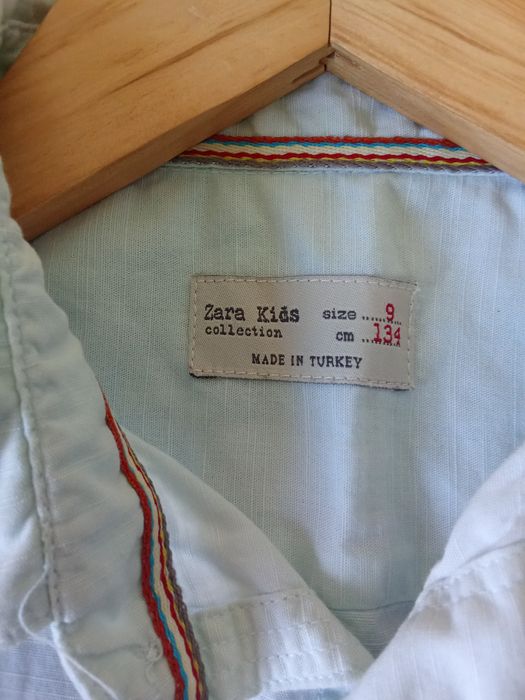 Zara Kids size ....9...
collection cm ...134
MADE IN TURKEY